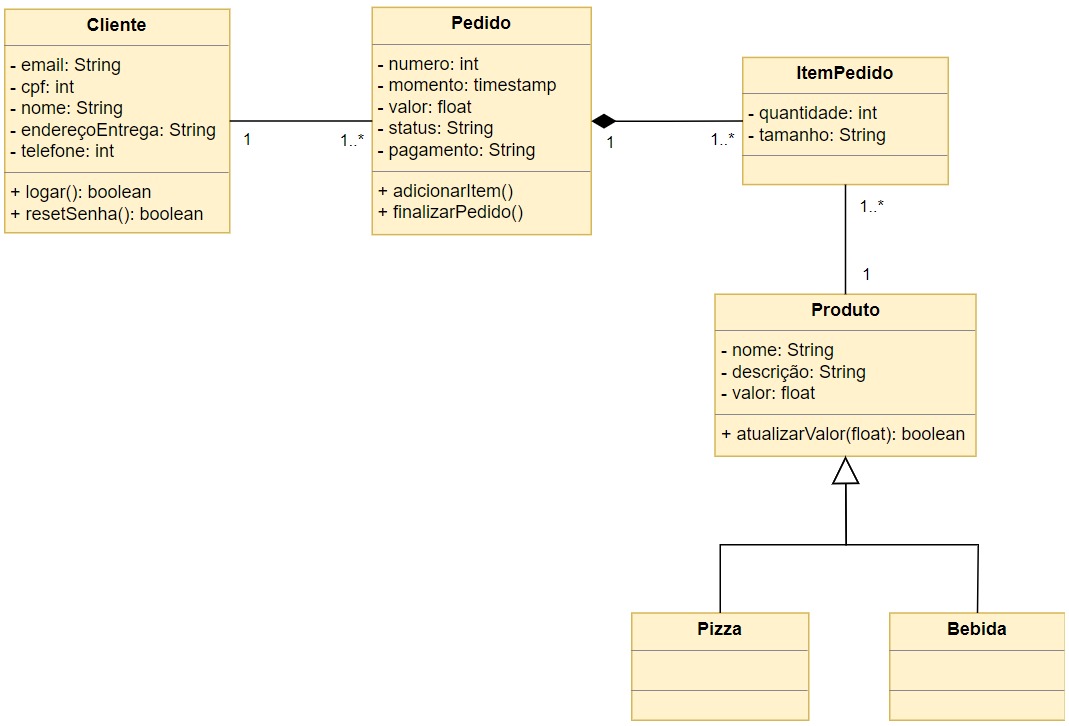 Cliente
- email: String
- cpf: int
- nome: String
- endereçoEntrega: String
- telefone: int
+ logar(): boolean
+ resetSenha(): boolean
1
1..*
Pedido
- numero: int
- momento: timestamp
- valor: float
- status: String
- pagamento: String
+ adicionarItem()
+ finalizarPedido()
1
1..*
ItemPedido
- quantidade: int
- tamanho: String
1..*
1
Produto
- nome: String
- descrição: String
- valor: float
+ atualizarValor(float): boolean
Pizza
Bebida